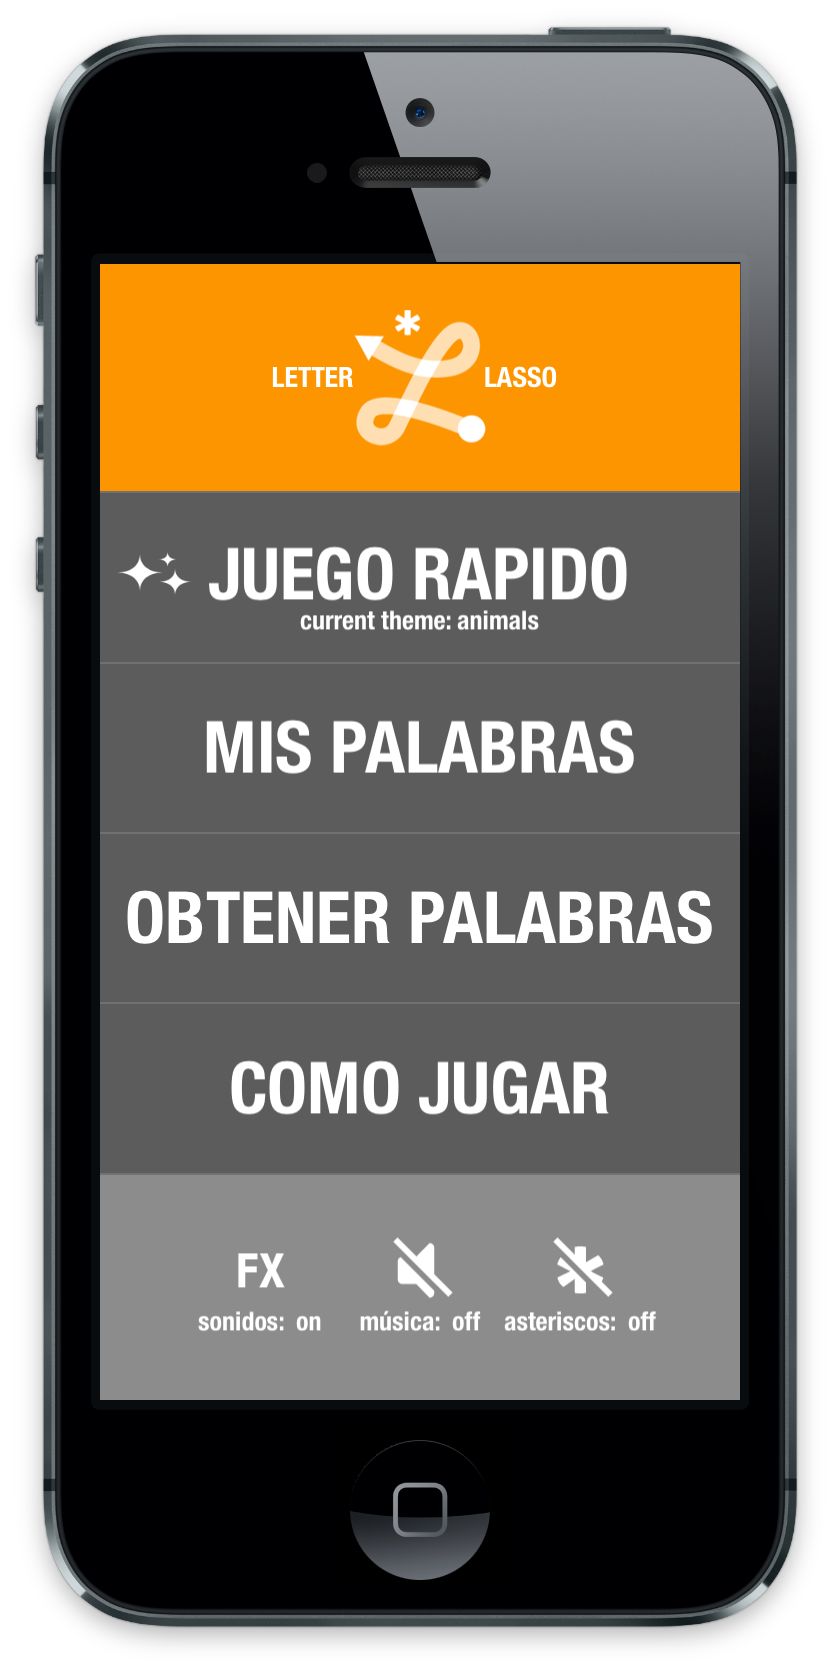 LETTER LASSO
JUEGO RAPIDO
current theme: animals
MIS PALABRAS
OBTENER PALABRAS
COMO JUGAR
FX
sonidos: on música: off asteriscos: off